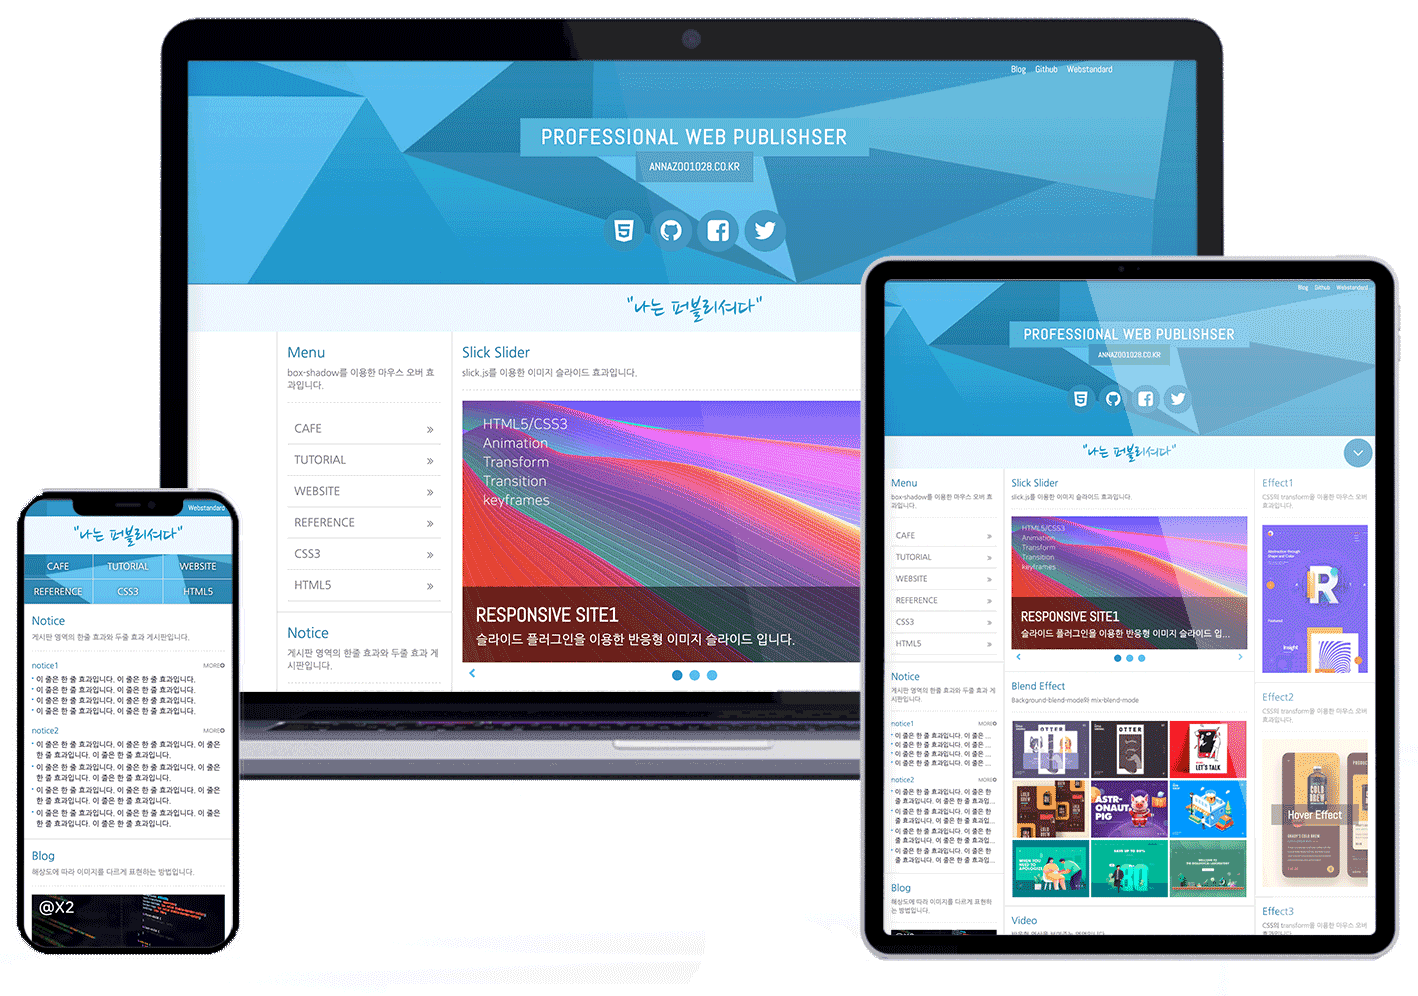 Blog Github Webstandard
PROFESSIONAL WEB PUBLISHSER
ANNAZOO1028.CO.KR
"나는 퍼블리셔다"
Menu
box-shadow를 이용한 마우스 오버 효
과입니다.
CAFE
TUTORIAL
WEBSITE
REFERENCE
CSS3
HTML5
Notice
게시판 영역의 한줄 효과와 두줄 효과 게
시판입니다.
Slick Slider
slick.js를 이용한 이미지 슬라이드 효과입니다.
HTML5/CSS3
Animation
Transform
Transition
keyframes
RESPONSIVE SITE1
슬라이드 플러그인을 이용한 반응형 이미지 슬라이드 입니다.
Webstandard
"나는 퍼블리셔다"
CAFE TUTORIAL WEBSITE
REFERENCE CSS3 HTML5
Notice
게시판 영역의 한줄 효과와 두줄 효과 게시판입니다.
notice1 MORE
이 줄은 한 줄 효과입니다. 이 줄은 한 줄 효과입니다.
이 줄은 한 줄 효과입니다. 이 줄은 한 줄 효과입니다.
이 줄은 한 줄 효과입니다. 이 줄은 한 줄 효과입니다.
이 줄은 한 줄 효과입니다. 이 줄은 한 줄 효과입니다.
notice2 MORE
이 줄은 한 줄 효과입니다. 이 줄은 한 줄 효과입니다. 이 줄은
한 줄 효과입니다. 이 줄은 한 줄 효과입니다.
이 줄은 한 줄 효과입니다. 이 줄은 한 줄 효과입니다. 이 줄은
한 줄 효과입니다. 이 줄은 한 줄 효과입니다.
이 줄은 한 줄 효과입니다. 이 줄은 한 줄 효과입니다. 이 줄은
한 줄 효과입니다. 이 줄은 한 줄 효과입니다.
이 줄은 한 줄 효과입니다. 이 줄은 한 줄 효과입니다. 이 줄은
한 줄 효과입니다. 이 줄은 한 줄 효과입니다.
Blog
해상도에 따라 이미지를 다르게 표현하는 방법입니다.
@X2
Blog Github Webstandard
PROFESSIONAL WEB PUBLISHSER
ANNAZOO1028.CO.KR
"나는 퍼블리셔다"
Menu
box-shadow를 이용한 마우스 오버 효
과입니다.
CAFE
TUTORIAL
WEBSITE
REFERENCE
CSS3
HTML5
Notice
게시판 영역의 한줄 효과와 두줄 효과 게
시판입니다.
notice1 MORE
이 줄은 한 줄 효과입니다. 이 줄은 ...
이 줄은 한 줄 효과입니다. 이 줄은 ...
이 줄은 한 줄 효과입니다. 이 줄은 ...
이 줄은 한 줄 효과입니다. 이 줄은 ...
notice2 MORE
이 줄은 한 줄 효과입니다. 이 줄은 한
줄 효과입니다. 이 줄은 한 줄 효과입...
이 줄은 한 줄 효과입니다. 이 줄은 한
줄 효과입니다. 이 줄은 한 줄 효과입...
이 줄은 한 줄 효과입니다. 이 줄은 한
줄 효과입니다. 이 줄은 한 줄 효과입...
이 줄은 한 줄 효과입니다. 이 줄은 한
줄 효과입니다. 이 줄은 한 줄 효과입...
Blog
해상도에 따라 이미지를 다르게 표현하
는 방법입니다.
Slick Slider
slick.js를 이용한 이미지 슬라이드 효과입니다.
HTML5/CSS3
Animation
Transform
Transition
keyframes
RESPONSIVE SITE1
슬라이드 플러그인을 이용한 반응형 이미지 슬라이드 입...
Blend Effect
Background-blend-mode와 mix-blend-mode
OTTER
OTTER
LET'S TALK
COLD
BREW
ASTR-
ONAUT
PIG
WHEN YOU
NEED TO
APOLOGIZE
SAVE UP TO 80%
80
Video
Effect1
CSS의 transform을 이용한 마우스 오버
효과입니다.
Abstraction through
Shape and Color
R
Featured
Insight
Effect2
CSS의 transform을 이용한 마우스 오버
효과입니다.
COLD
BREW
Hover Effect
Effect3
CSS의 transform을 이용한 마우스 오버
효과입니다.